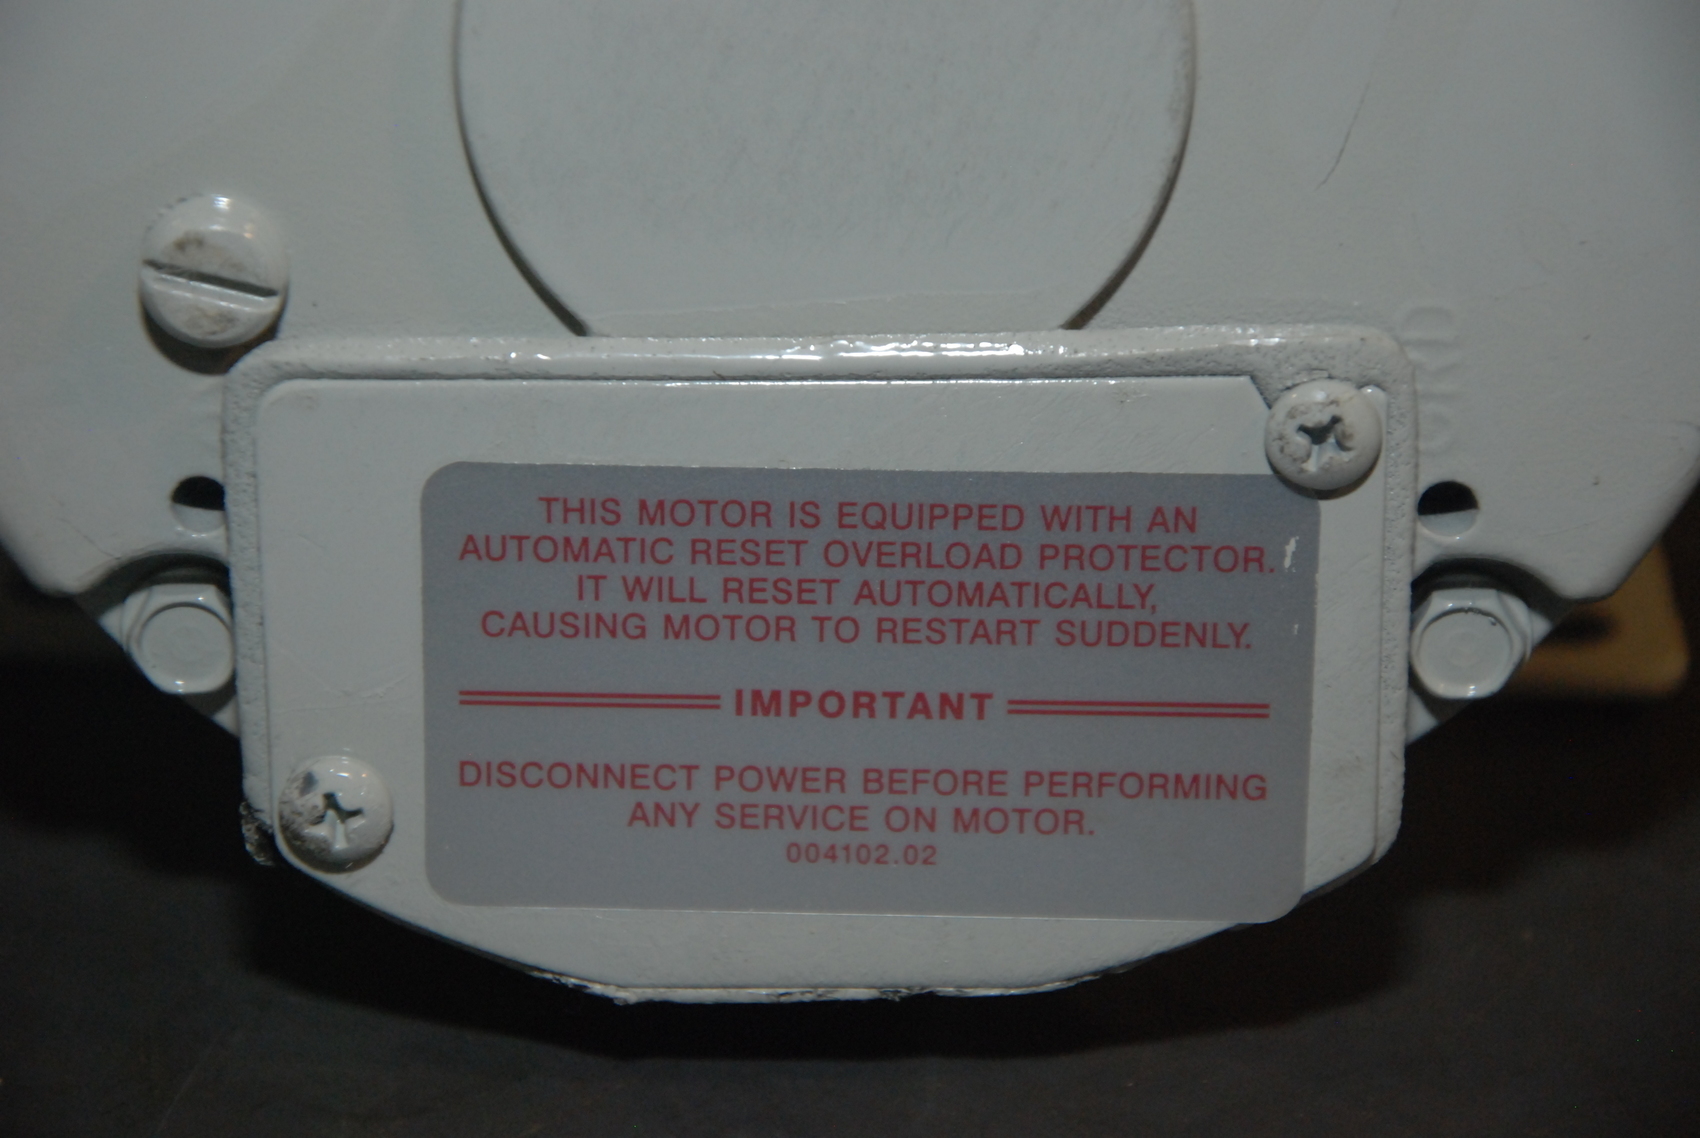 THIS MOTOR IS EQUIPPED WITH AN
AUTOMATIC RESET OVERLOAD PROTECTOR.
IT WILL RESET AUTOMATICALLY,
CAUSING MOTOR TO RESTART SUDDENLY.
IMPORTANT
DISCONNECT POWER BEFORE PERFORMING
ANY SERVICE ON MOTOR.
004102.02